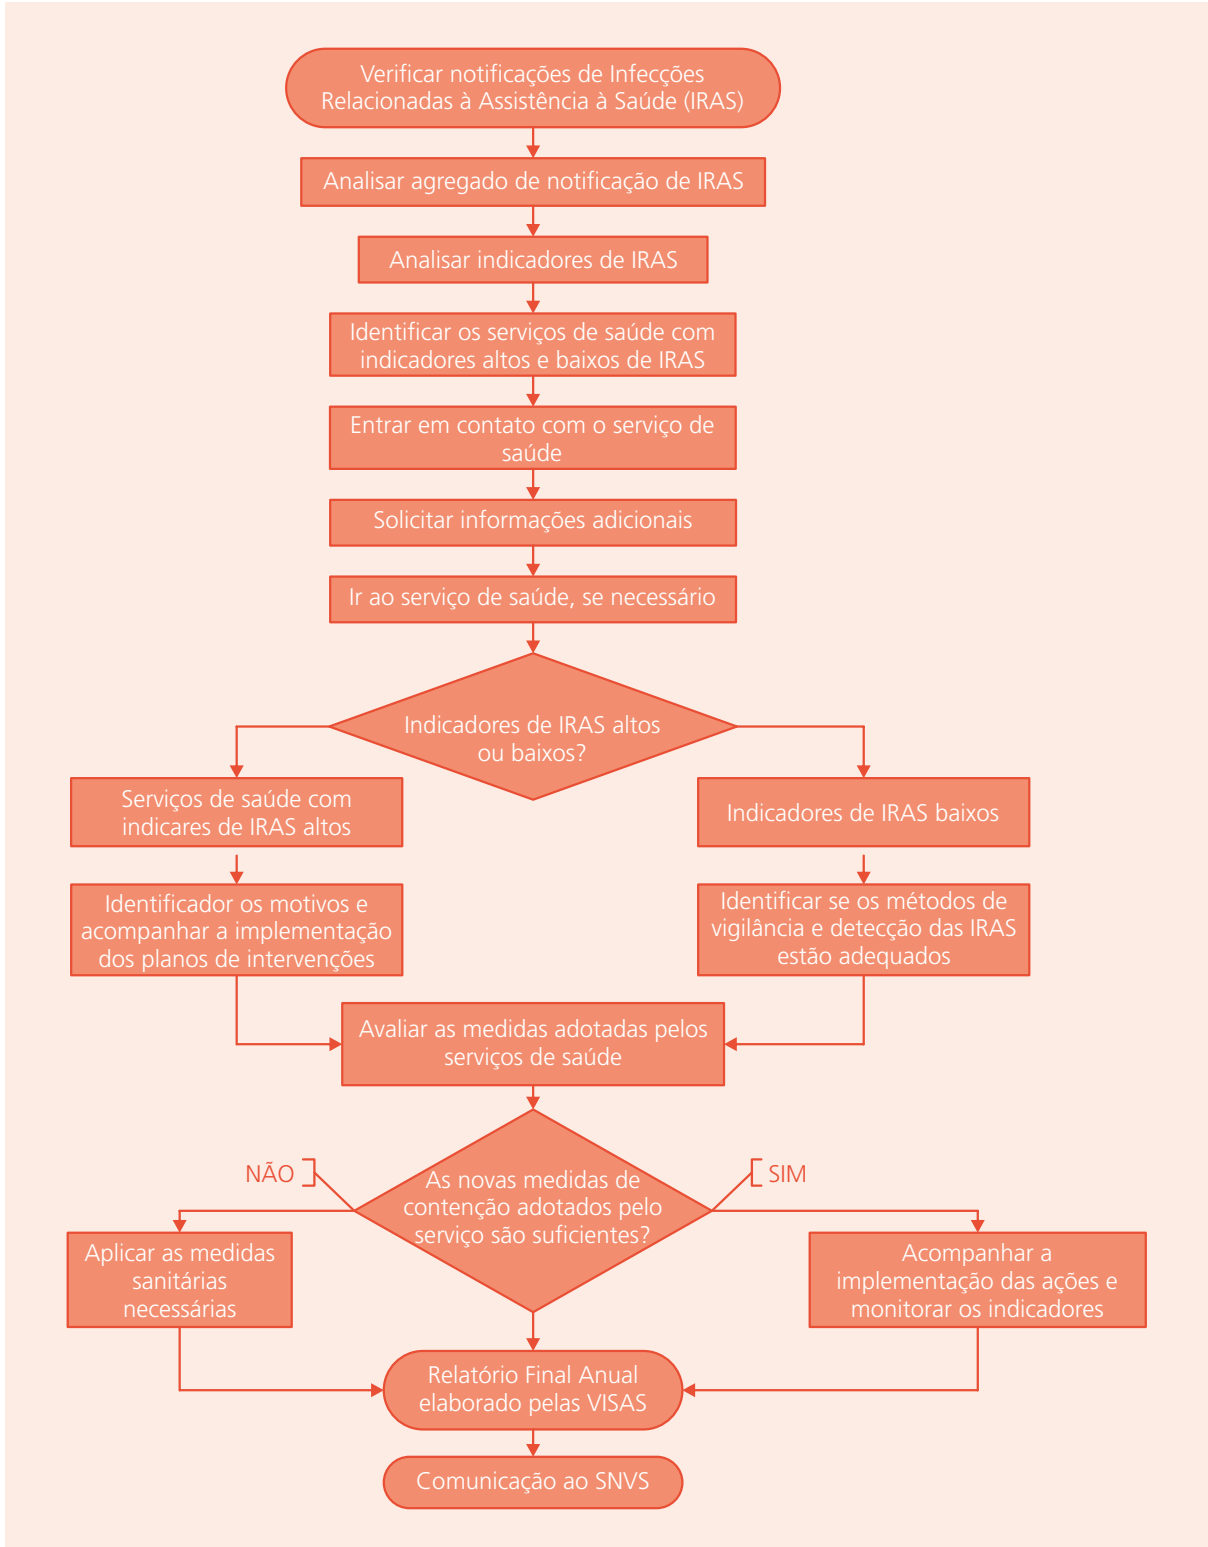 Verificar notificações de Infecções
Relacionadas à Assistência à Saúde (IRAS)
Analisar agregado de notificação de IRAS
Analisar indicadores de IRAS
Identificar os serviços de saúde com
indicadores altos e baixos de IRAS
Entrar em contato com o serviço de
saúde
Solicitar informações adicionais
Ir ao serviço de saúde, se necessário
Indicadores de IRAS altos
ou baixos?
Serviços de saúde com
indicares de IRAS altos
Indicadores de IRAS baixos
Identificador os motivos e
acompanhar a implementação
dos planos de intervenções
Identificar se os métodos de
vigilância e detecção das IRAS
estão adequados
Avaliar as medidas adotadas pelos
serviços de saúde
NÃO
SIM
As novas medidas de
contenção adotados pelo
serviço são suficientes?
Aplicar as medidas
sanitárias
necessárias
Acompanhar a
implementação das ações e
monitorar os indicadores
Relatório Final Anual
elaborado pelas VISAS
Comunicação ao SNVS